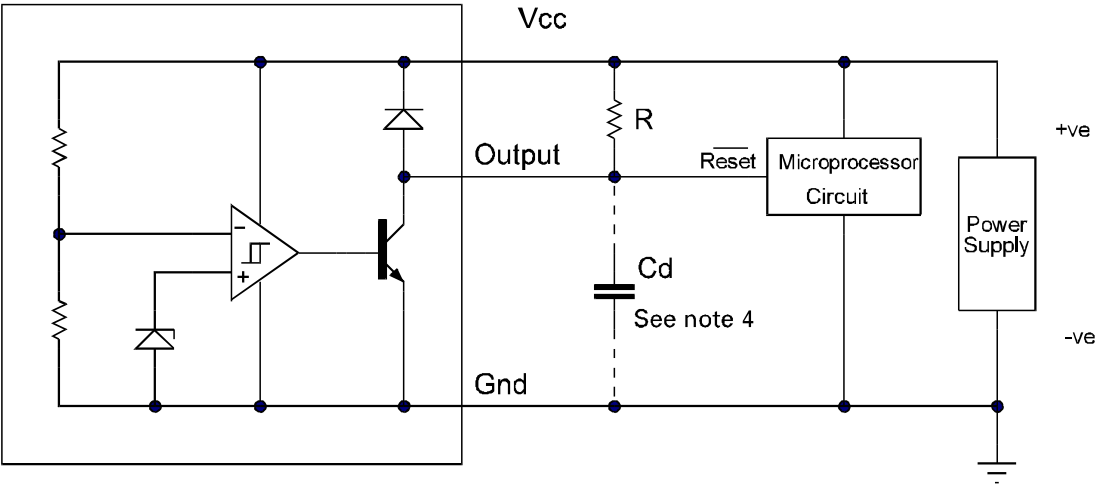 Vcc
R
+ve
Output
Reset
Microprocessor
Circuit
Power
Supply
-
+
Cd
See note 4
-ve
Gnd